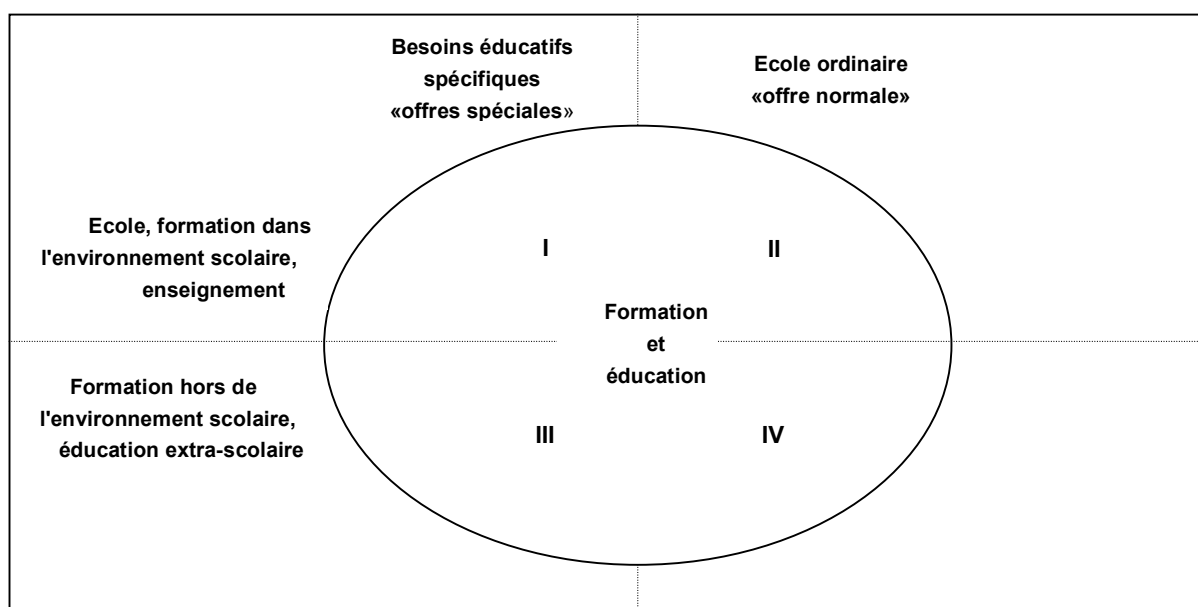 Besoins éducatifs
spécifiques
«offres spéciales»
Ecole ordinaire
«offre normale»
Ecole, formation dans
l'environnement scolaire,
enseignement
I
II
Formation
et
éducation
Formation hors de
l'environnement scolaire,
éducation extra-scolaire
III
IV